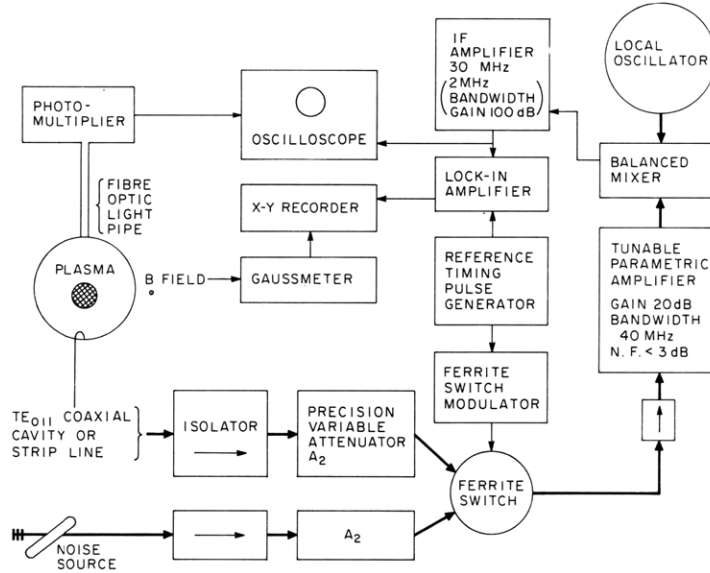 IF
AMPLIFIER
30 MHz
(2MHz
BANDWIDTH
GAIN 100 dB)
LOCAL
OSCILLATOR
PHOTO-
MULTIPLIER
OSCILLOSCOPE
BALANCED
MIXER
LOCK-IN
AMPLIFIER
FIBRE
OPTIC
LIGHT
PIPE
X-Y RECORDER
PLASMA
B FIELD
GAUSSMETER
REFERENCE
TIMING
PULSE
GENERATOR
TUNABLE
PARAMETRIC
AMPLIFIER
GAIN 20dB
BANDWIDTH
40 MHz
N. F. < 3 dB
FERRITE
SWITCH
MODULATOR
TE011 COAXIAL
CAVITY OR
STRIP LINE
ISOLATOR
PRECISION
VARIABLE
ATTENUATOR
A2
FERRITE
SWITCH
NOISE
SOURCE
A2